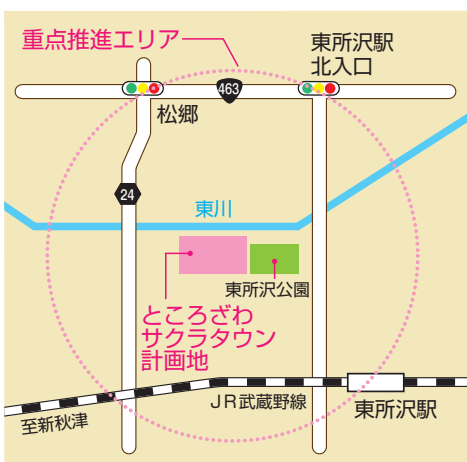 重点推進エリア
東所沢駅
北入口
463
松郷
24
東川
東所沢公園
ところざわ
サクラタウン
計画地
JR武蔵野線
東所沢駅
至新秋津